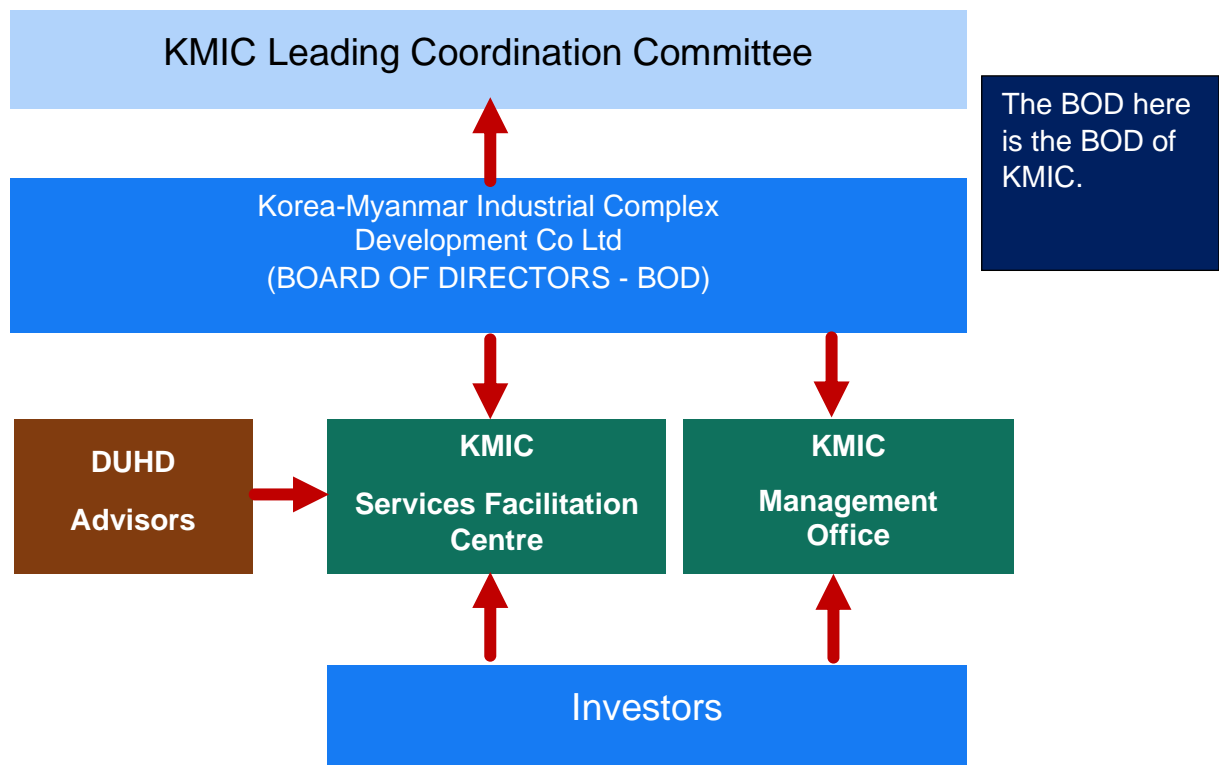 KMIC Leading Coordination Committee
The BOD here
is the BOD of
KMIC.
Korea-Myanmar Industrial Complex
Development Co Ltd
(BOARD OF DIRECTORS - BOD)
DUHD
Advisors
KMIC
Services Facilitation
Centre
KMIC
Management
Office
Investors